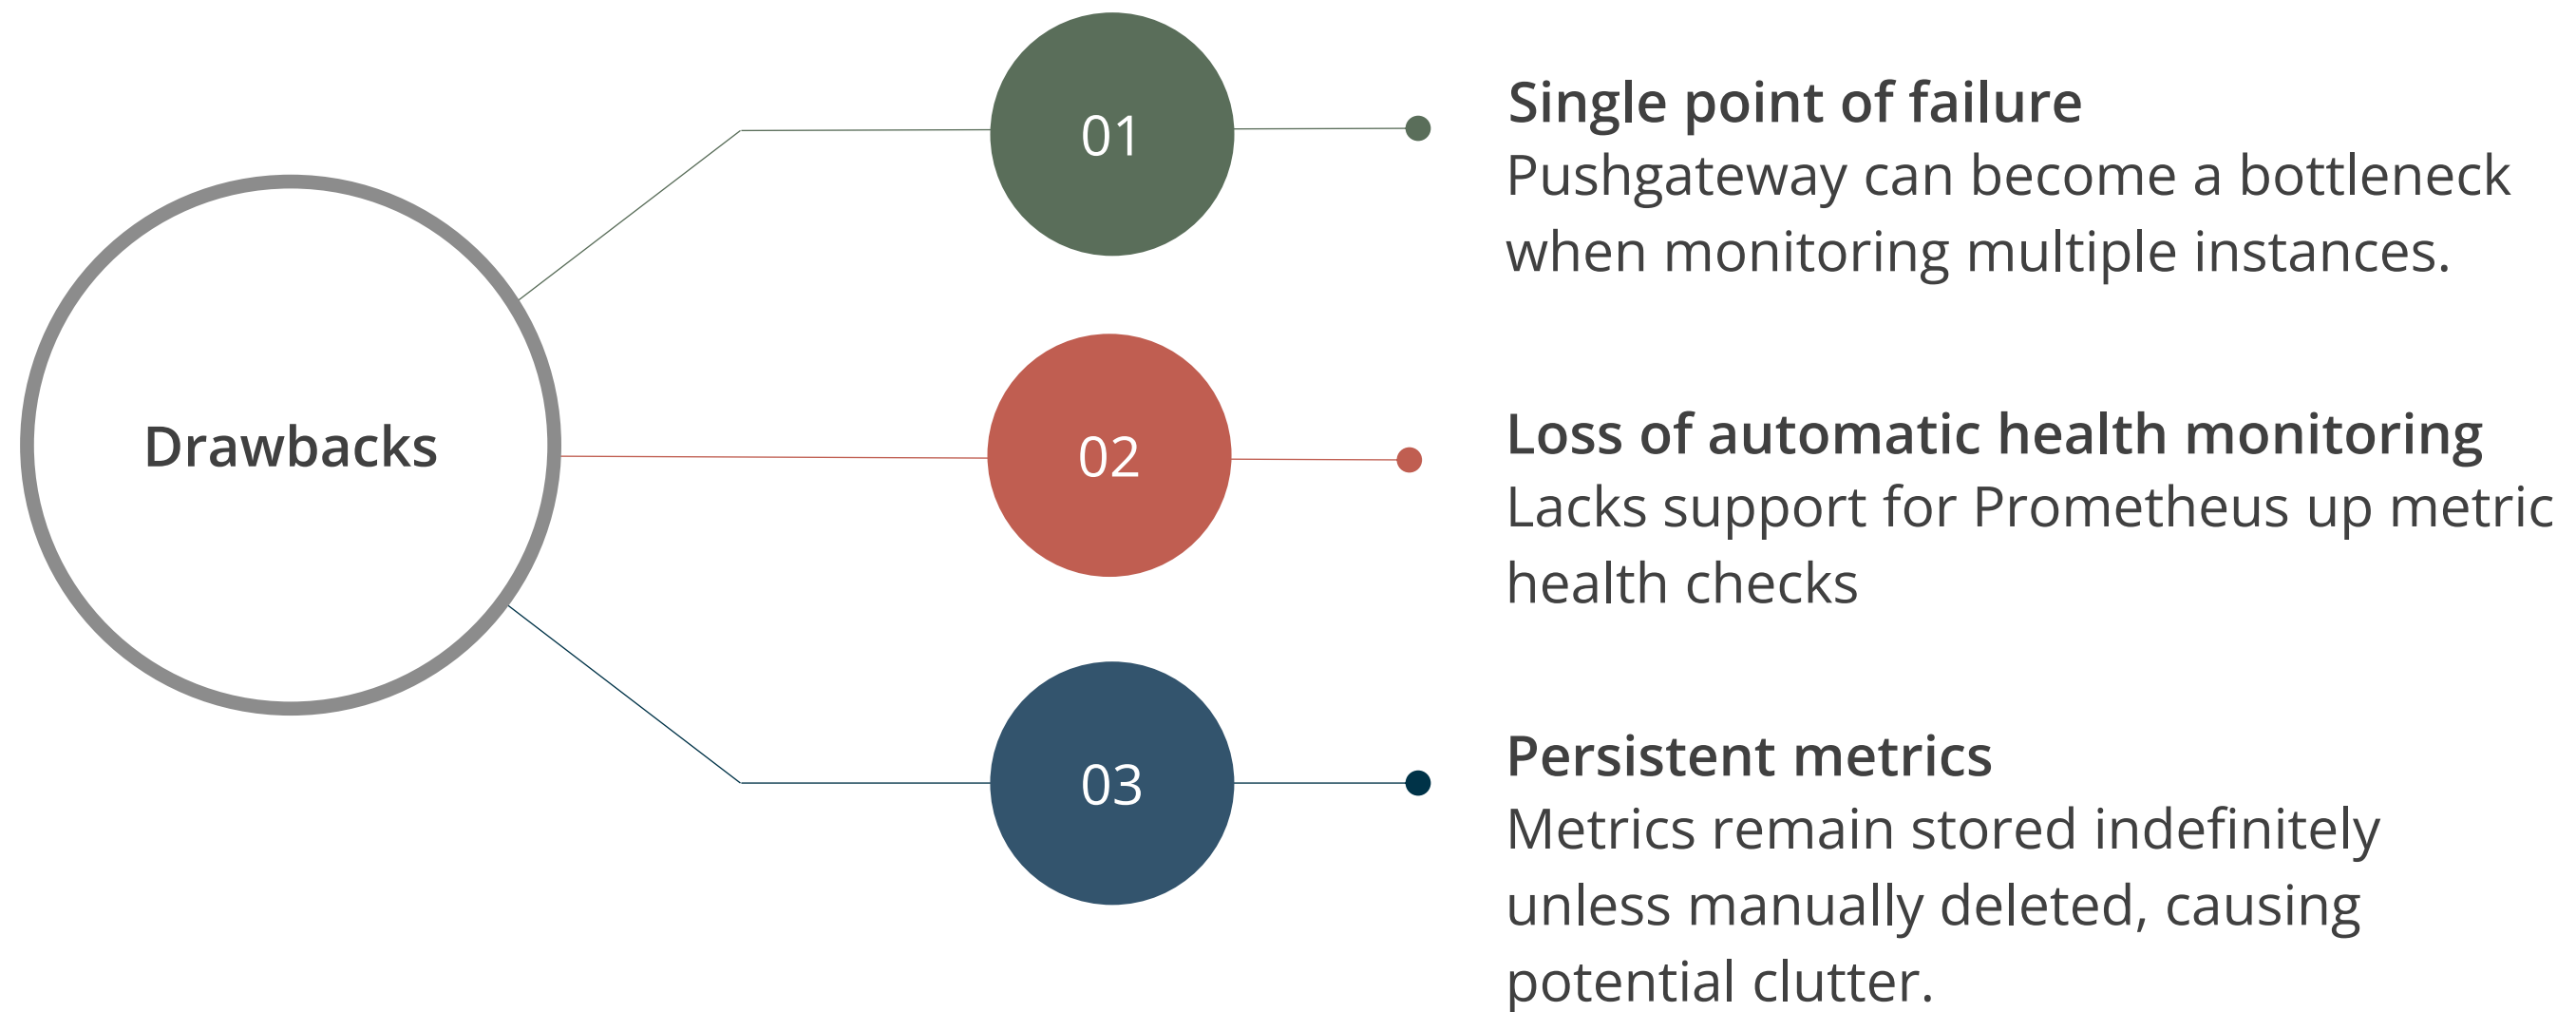 Drawbacks
01
Single point of failure
Pushgateway can become a bottleneck
when monitoring multiple instances.
02
Loss of automatic health monitoring
Lacks support for Prometheus up metric
health checks
03
Persistent metrics
Metrics remain stored indefinitely
unless manually deleted, causing
potential clutter.